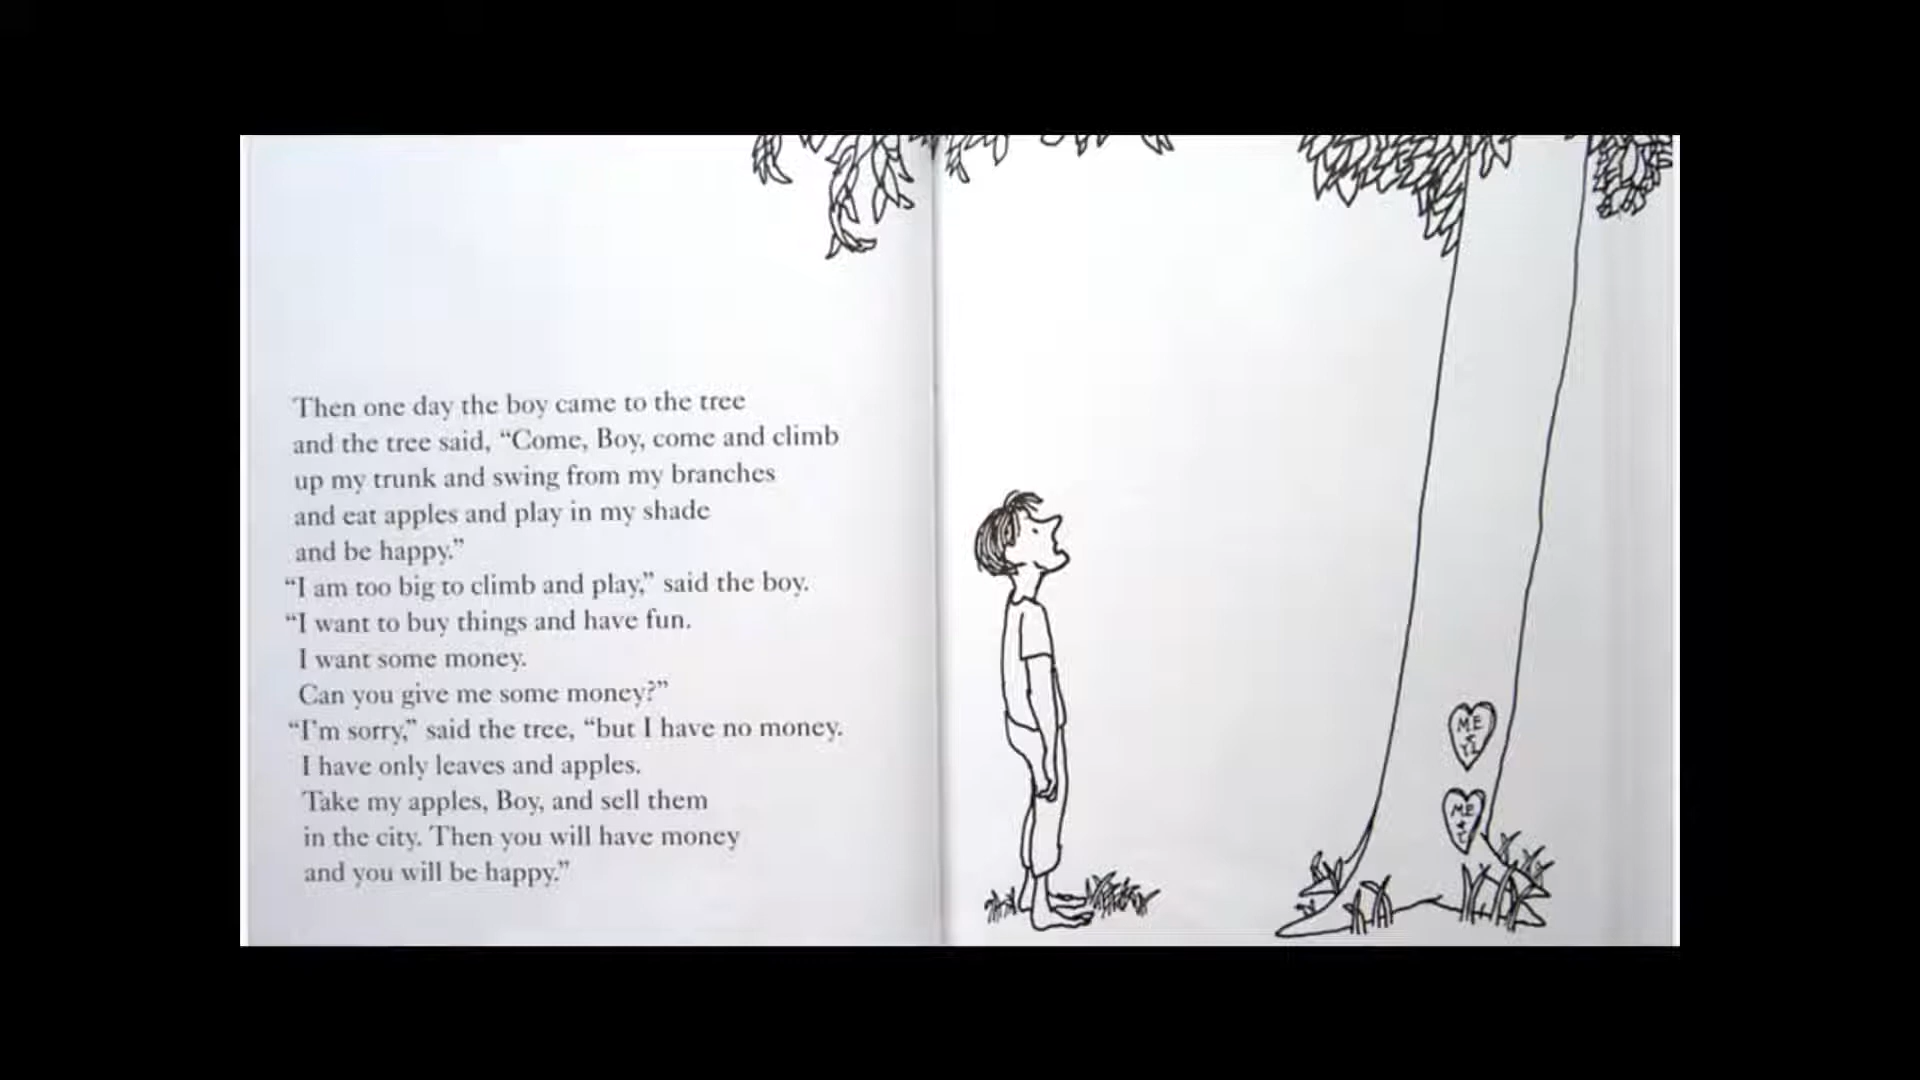 Then one day the boy came to the tree
and the tree said, “Come, Boy, come and climb
up my trunk and swing from my branches
and eat apples and play in my shade
and be happy.”
“I am too big to climb and play,” said the boy.
“I want to buy things and have fun.
I want some money.
Can you give me some money?”
“I'm sorry,” said the tree, “but I have no money.
I have only leaves and apples.
Take my apples, Boy, and sell them
in the city. Then you will have money
and you will be happy.”
ME
+
Y.L.
ME
+
T